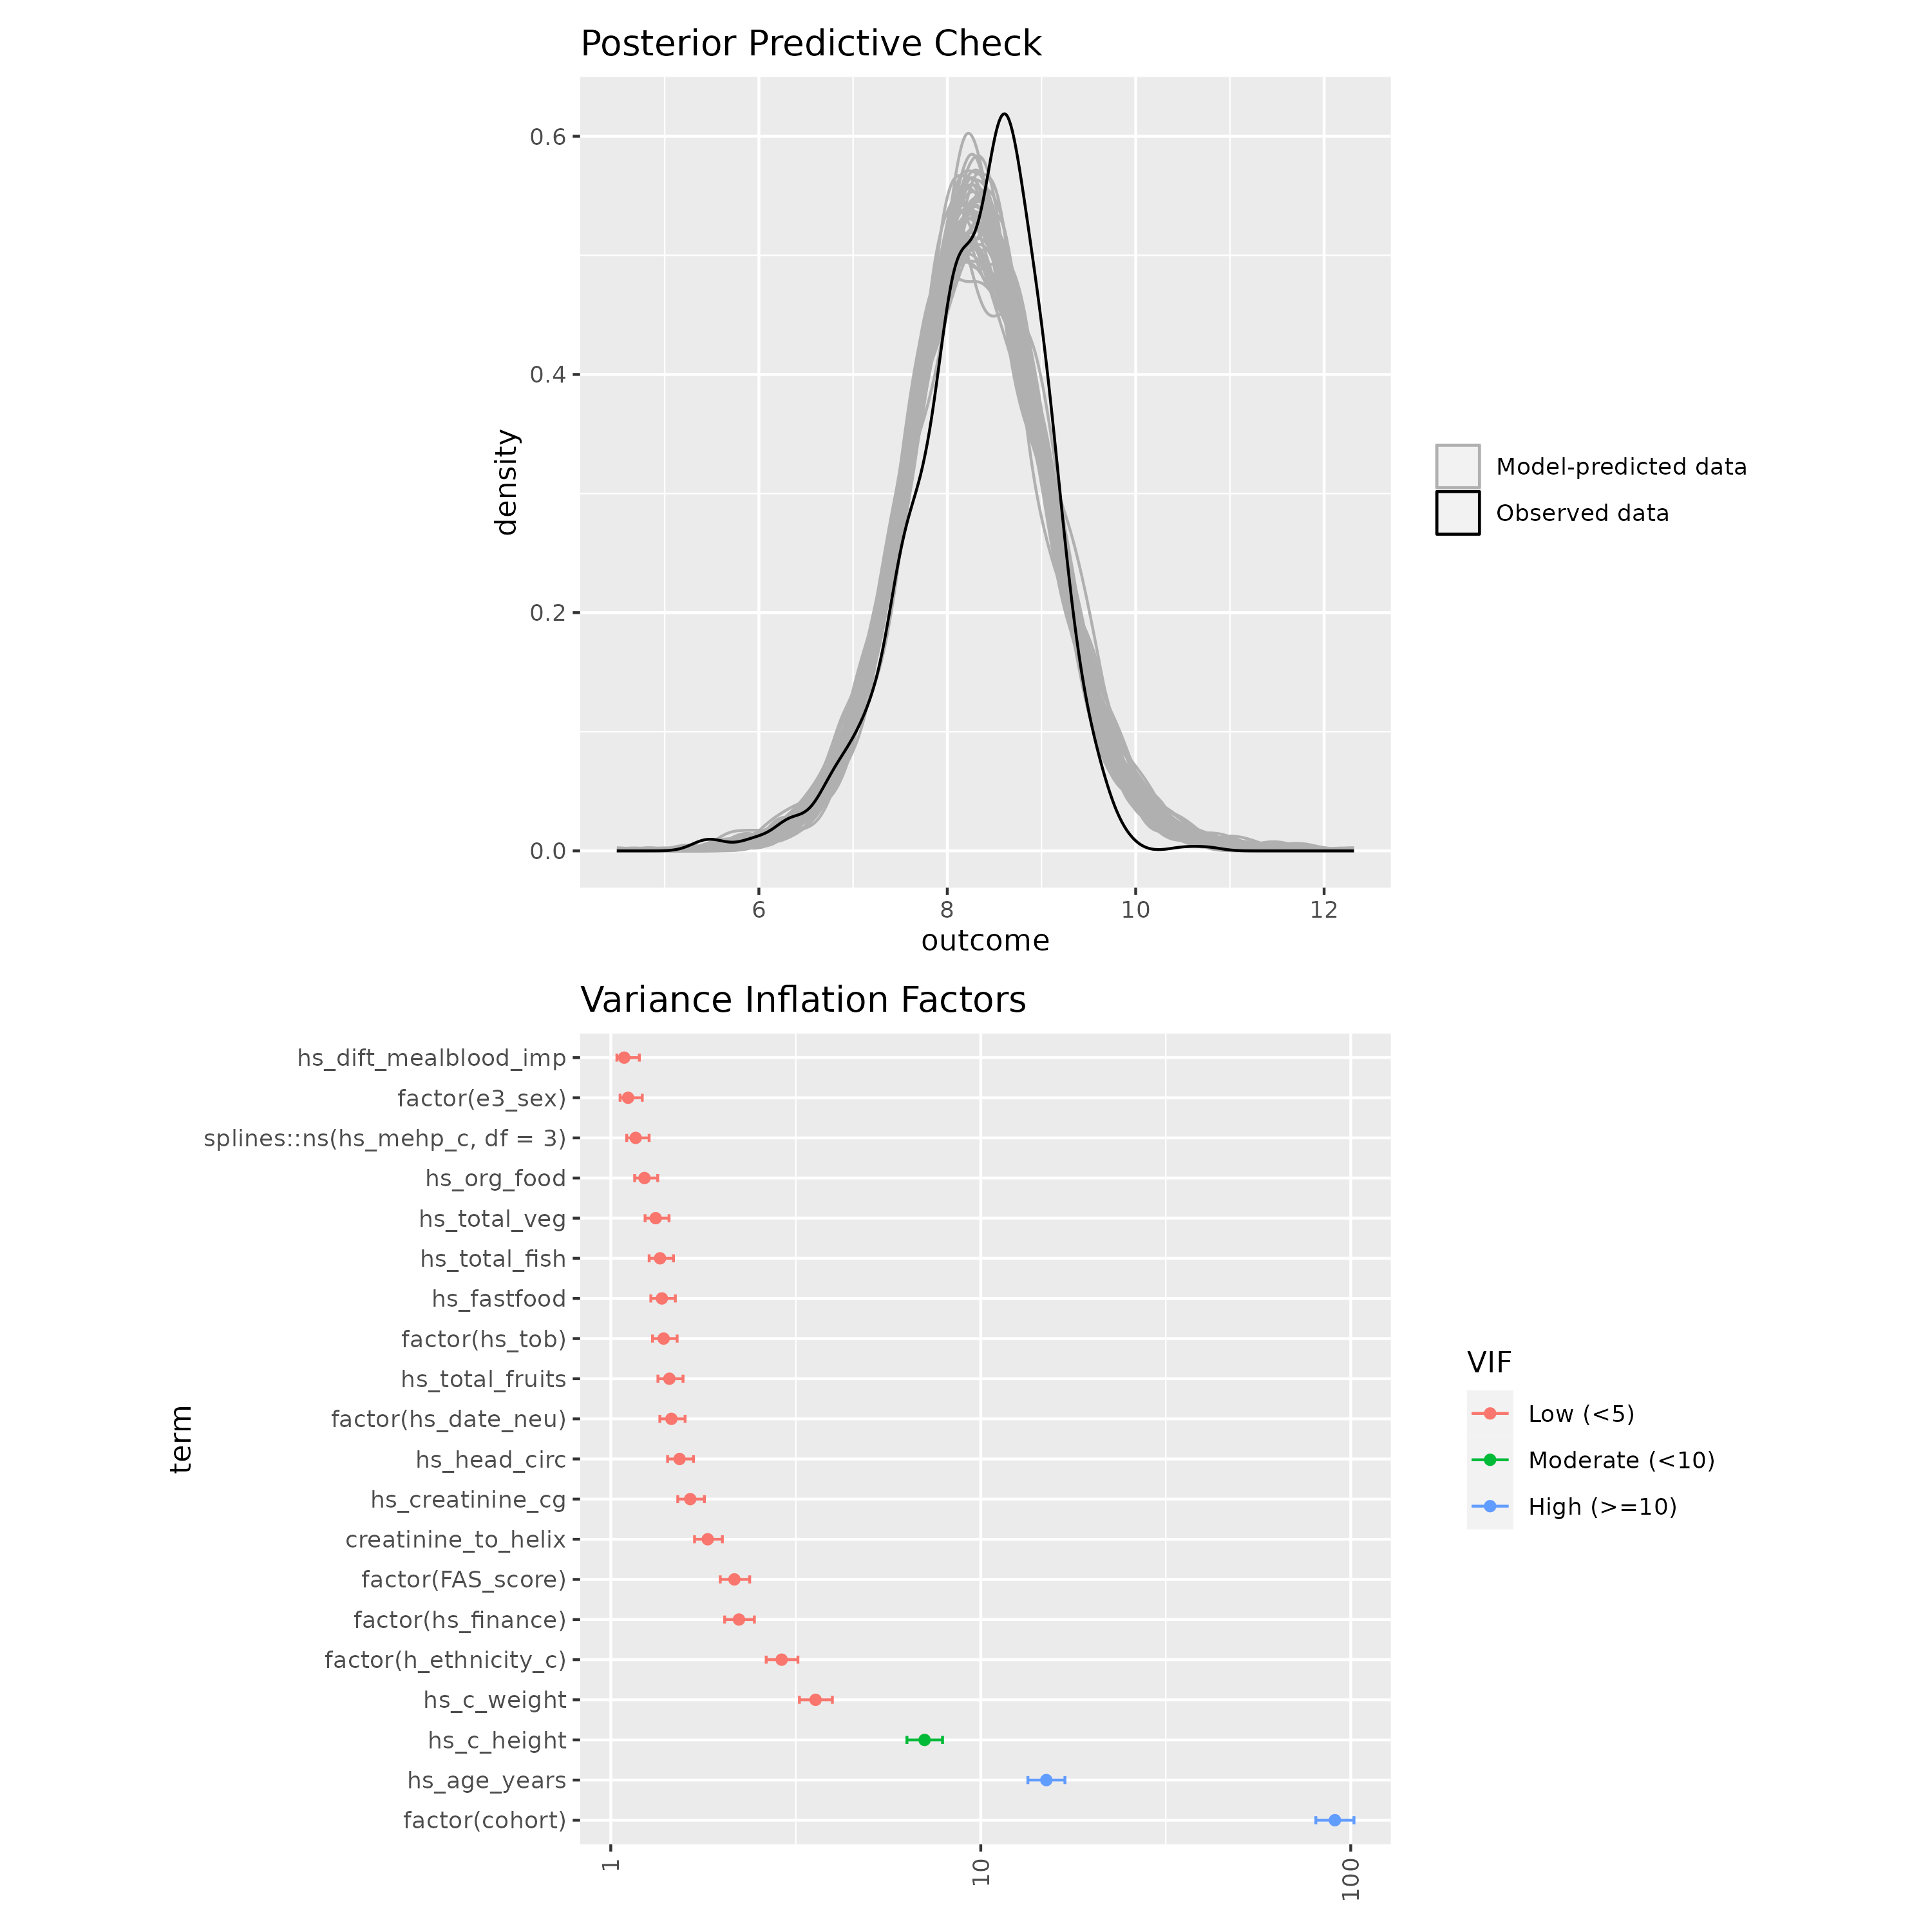 Posterior Predictive Check
0.6
0.4
0.2
0.0
density
6 8 10 12
outcome
Model-predicted data
Observed data
Variance Inflation Factors
hs_dift_mealblood_imp
factor(e3_sex)
splines::ns(hs_mehp_c, df = 3)
hs_org_food
hs_total_veg
hs_total_fish
hs_fastfood
factor(hs_tob)
hs_total_fruits
factor(hs_date_neu)
hs_head_circ
hs_creatinine_cg
creatinine_to_helix
factor(FAS_score)
factor(hs_finance)
factor(h_ethnicity_c)
hs_c_weight
hs_c_height
hs_age_years
factor(cohort)
term
1 10 100
VIF
Low (<5)
Moderate (<10)
High (>=10)